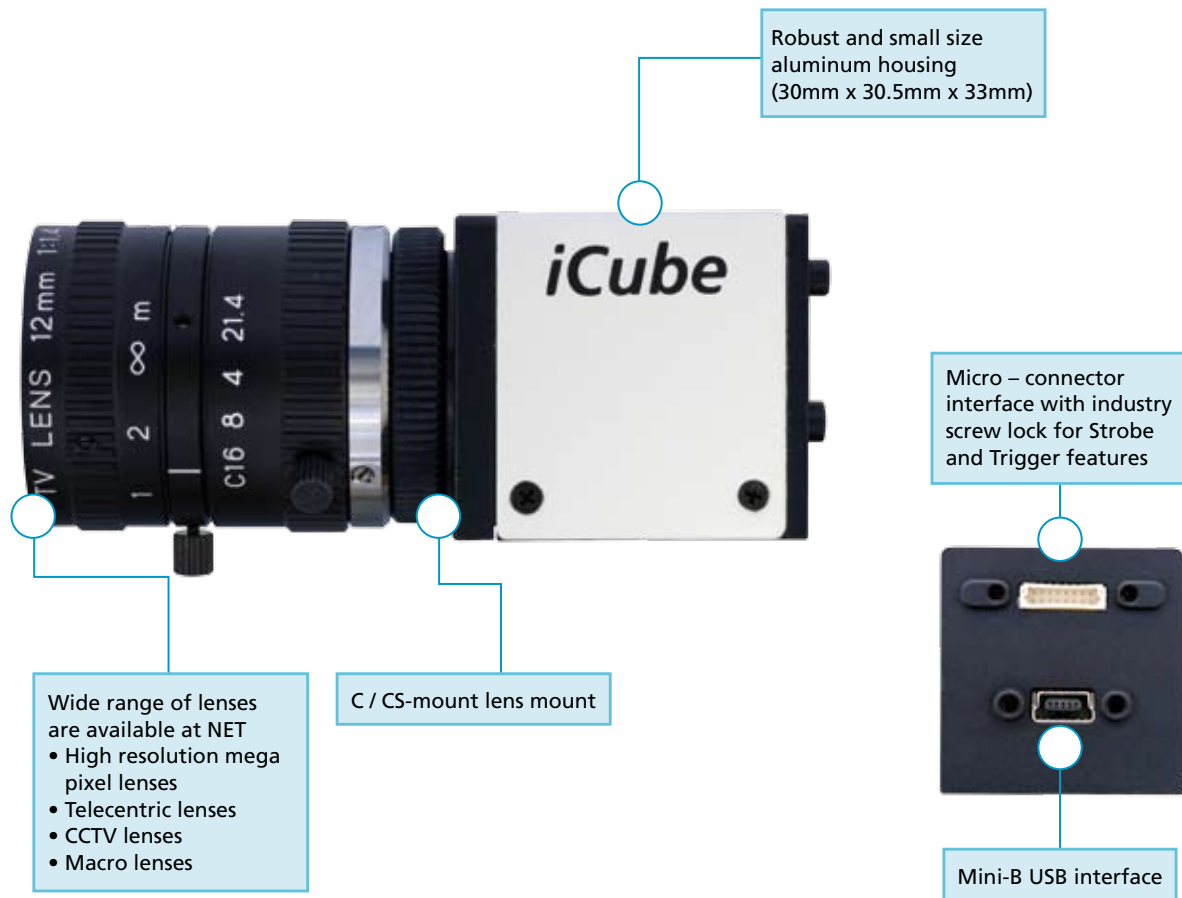 Robust and small size
aluminum housing
(30mm x 30.5mm x 33mm)
iCube
TV LENS 12mm 1:1.4
1 2 ∞ m
C16 8 4 21.4
Micro – connector
interface with industry
screw lock for Strobe
and Trigger features
Wide range of lenses
are available at NET
• High resolution mega
pixel lenses
• Telecentric lenses
• CCTV lenses
• Macro lenses
C / CS-mount lens mount
Mini-B USB interface